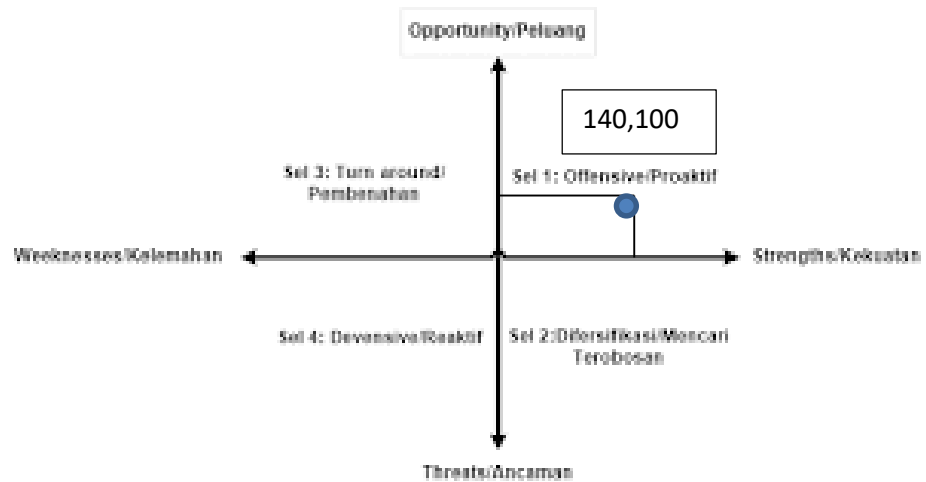 Opportunity/Peluang
140,100
Sel 3: Turn around/
Pembenahan
Sel 1: Offensive/Proaktif
Weeknesses/Kelemahan
Strengths/Kekuatan
Sel 4: Devensive/Reaktif
Sel 2:Difersifikasi/Mencari
Terobosan
Threats/Ancaman